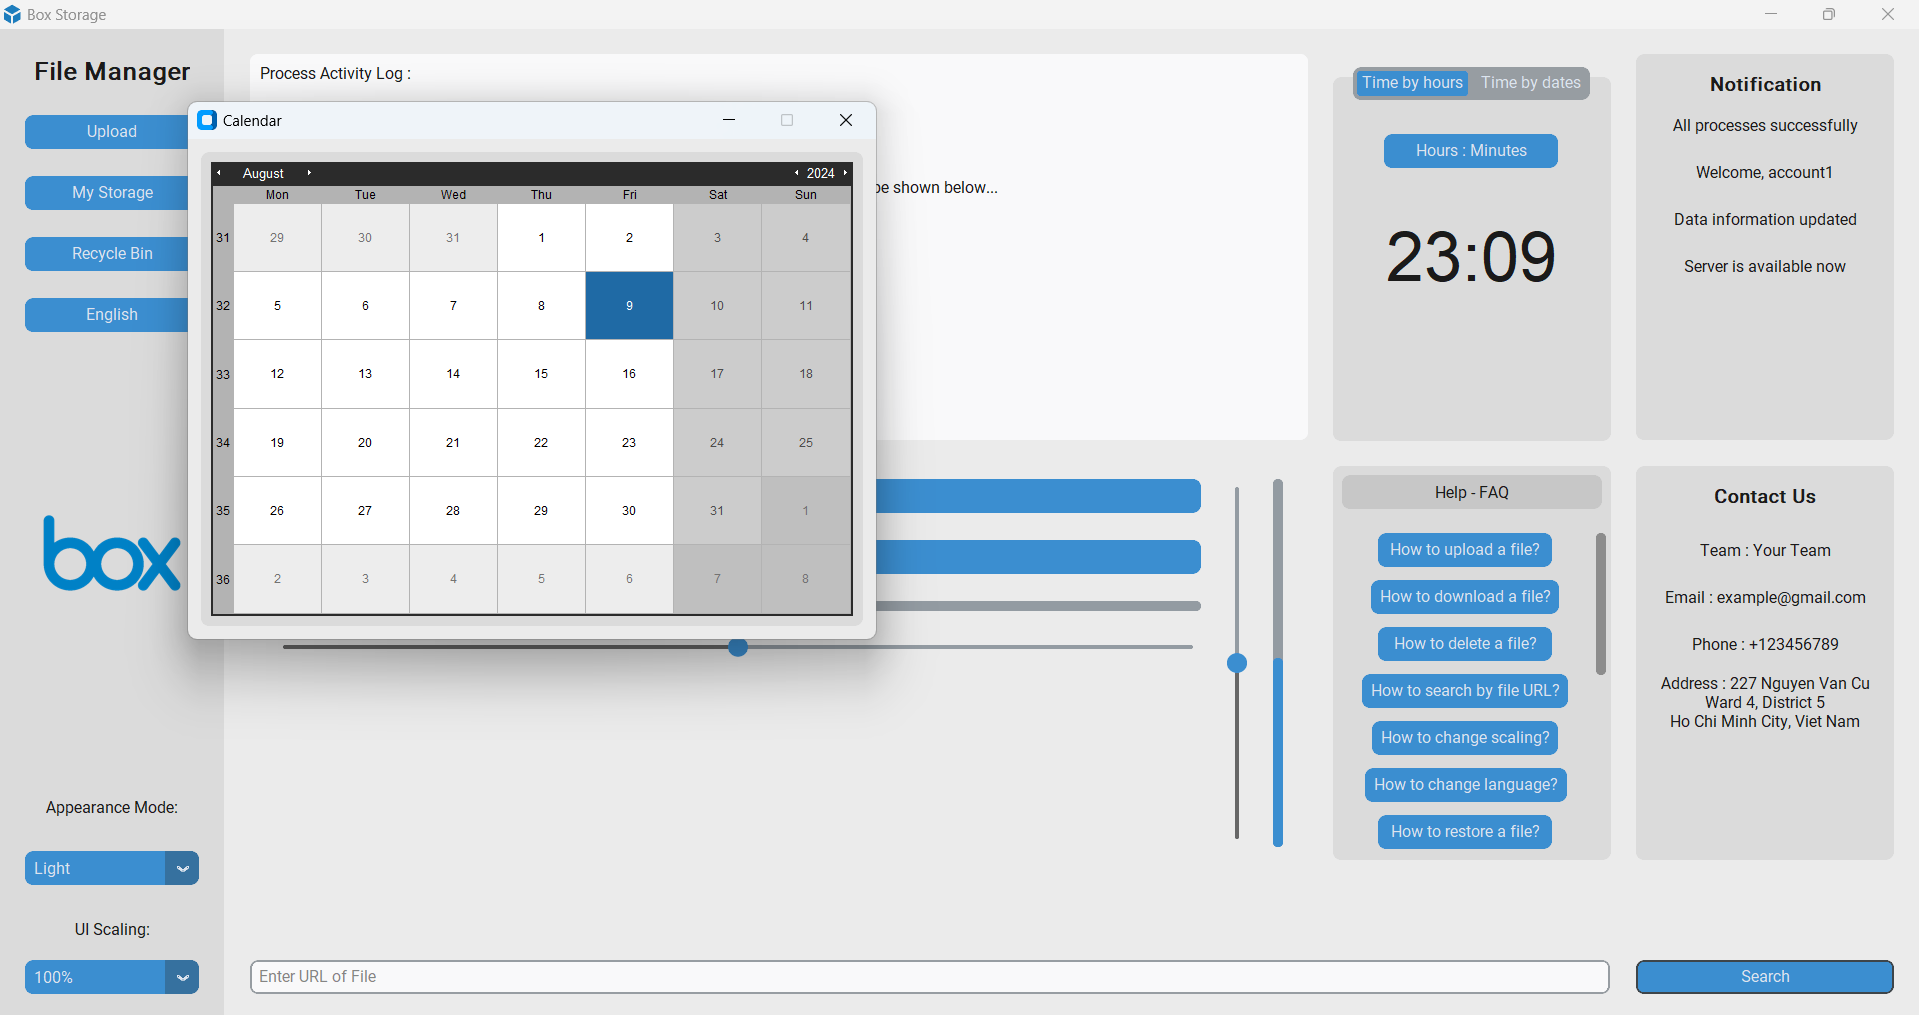 Box Storage
File Manager
Upload
My Storage
Recycle Bin
English
box
Appearance Mode:
Light
UI Scaling:
100%
Process Activity Log :
be shown below...
Calendar
August 2024
Mon Tue Wed Thu Fri Sat Sun
31 29 30 31 1 2 3 4
32 5 6 7 8 9 10 11
33 12 13 14 15 16 17 18
34 19 20 21 22 23 24 25
35 26 27 28 29 30 31 1
36 2 3 4 5 6 7 8
Time by hours Time by dates
Hours : Minutes
23:09
Notification
All processes successfully
Welcome, account1
Data information updated
Server is available now
Help - FAQ
How to upload a file?
How to download a file?
How to delete a file?
How to search by file URL?
How to change scaling?
How to change language?
How to restore a file?
Contact Us
Team : Your Team
Email : example@gmail.com
Phone : +123456789
Address : 227 Nguyen Van Cu
Ward 4, District 5
Ho Chi Minh City, Viet Nam
Enter URL of File
Search